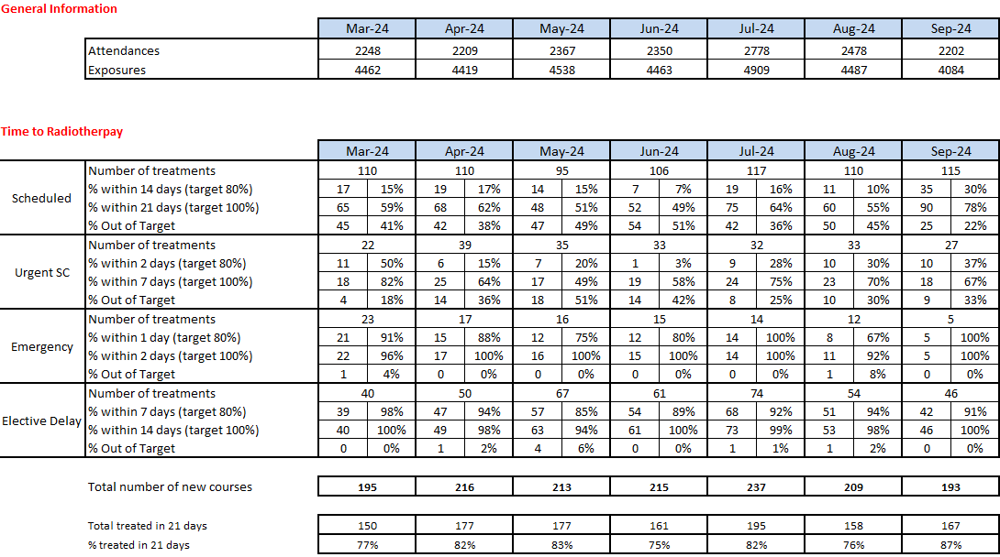 General Information
Mar-24 Apr-24 May-24 Jun-24 Jul-24 Aug-24 Sep-24
Attendances 2248 2209 2367 2350 2778 2478 2202
Exposures 4462 4419 4538 4463 4909 4487 4084
Time to Radiotherpay
Mar-24 Apr-24 May-24 Jun-24 Jul-24 Aug-24 Sep-24
Scheduled
Number of treatments 110 110 95 106 117 110 115
% within 14 days (target 80%) 17 15% 19 17% 14 15% 7 7% 19 16% 11 10% 35 30%
% within 21 days (target 100%) 65 59% 68 62% 48 51% 52 49% 75 64% 60 55% 90 78%
% Out of Target 45 41% 42 38% 47 49% 54 51% 42 36% 50 45% 25 22%
Urgent SC
Number of treatments 22 39 35 33 32 33 27
% within 2 days (target 80%) 11 50% 6 15% 7 20% 1 3% 9 28% 10 30% 10 37%
% within 7 days (target 100%) 18 82% 25 64% 17 49% 19 58% 24 75% 23 70% 18 67%
% Out of Target 4 18% 14 36% 18 51% 14 42% 8 25% 10 30% 9 33%
Emergency
Number of treatments 23 17 16 15 14 12 5
% within 1 day (target 80%) 21 91% 15 88% 12 75% 12 80% 14 100% 8 67% 5 100%
% within 2 days (target 100%) 22 96% 17 100% 16 100% 15 100% 14 100% 11 92% 5 100%
% Out of Target 1 4% 0 0% 0 0% 0 0% 0 0% 1 8% 0 0%
Elective Delay
Number of treatments 40 50 67 61 74 54 46
% within 7 days (target 80%) 39 98% 47 94% 57 85% 54 89% 68 92% 51 94% 42 91%
% within 14 days (target 100%) 40 100% 49 98% 63 94% 61 100% 73 99% 53 98% 46 100%
% Out of Target 0 0% 1 2% 4 6% 0 0% 1 1% 1 2% 0 0%
Total number of new courses 195 216 213 215 237 209 193
Total treated in 21 days 150 177 177 161 195 158 167
% treated in 21 days 77% 82% 83% 75% 82% 76% 87%